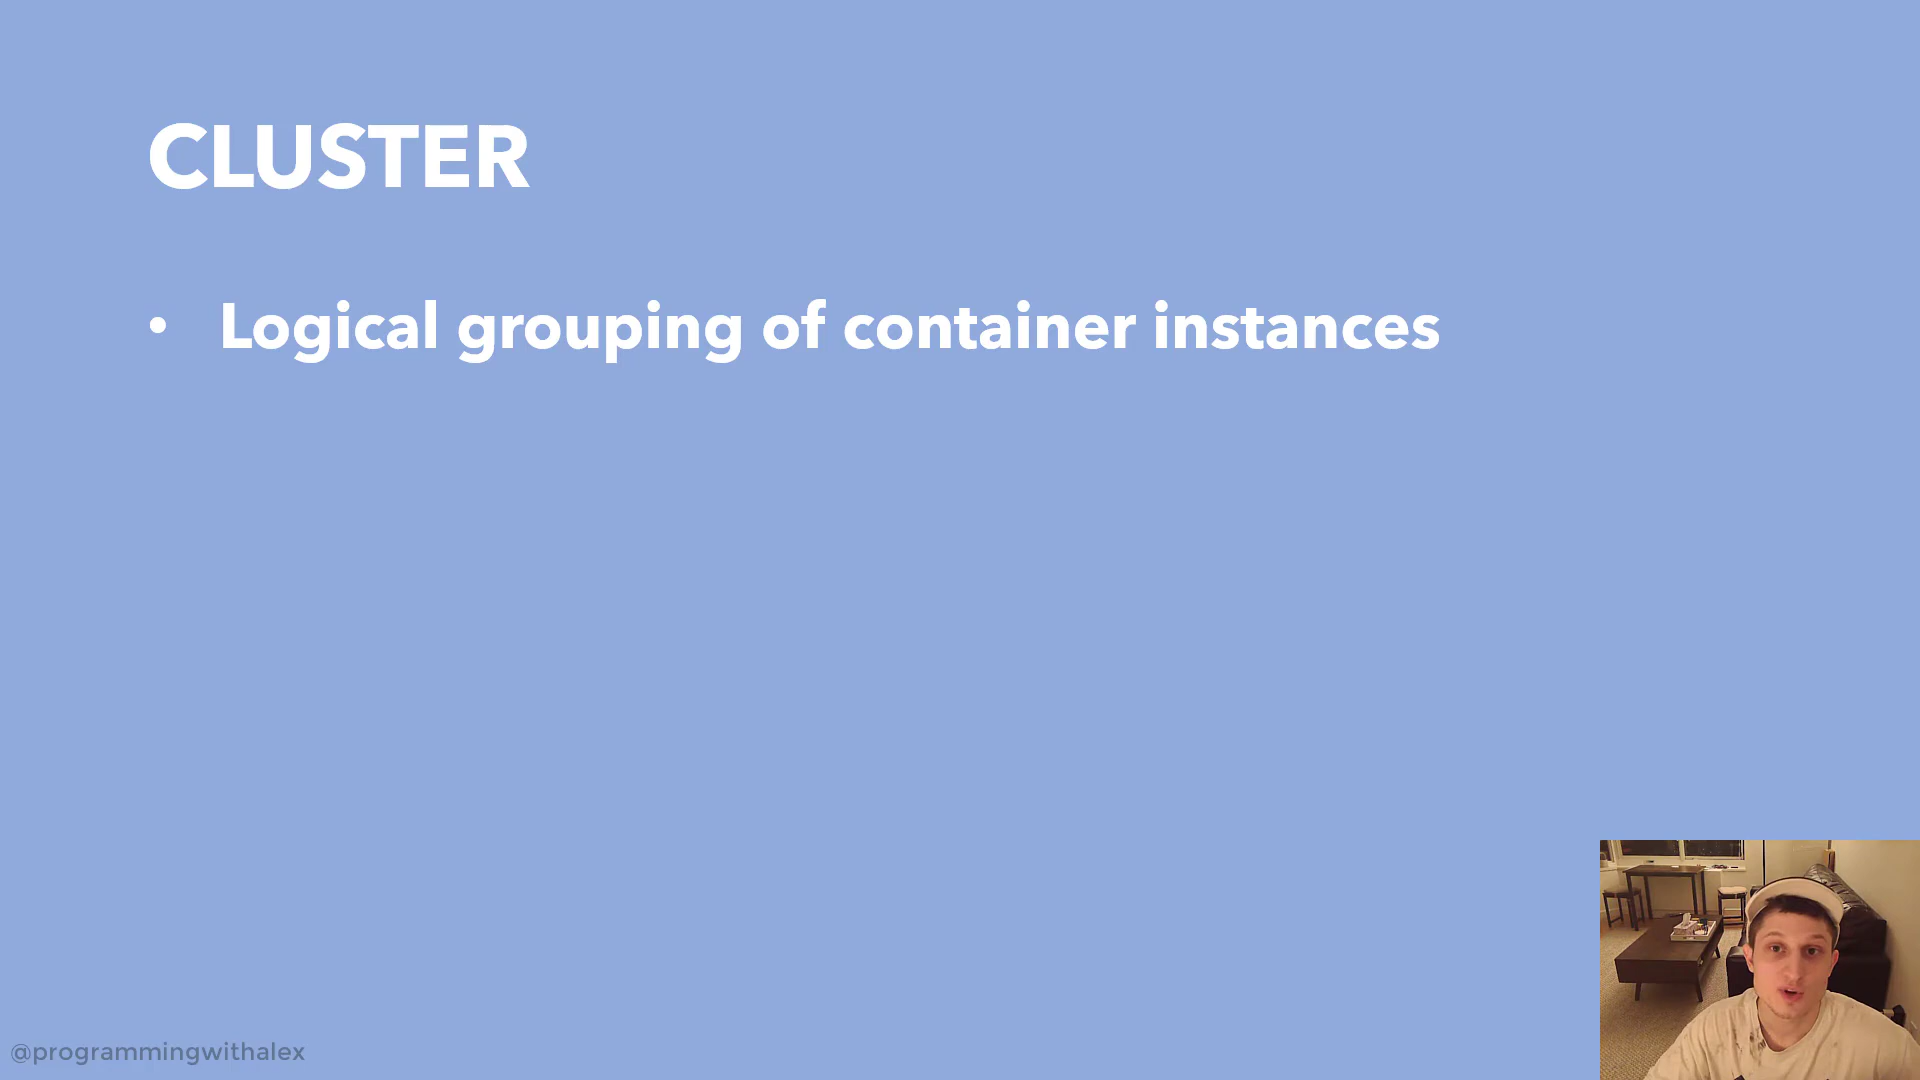 CLUSTER
• Logical grouping of container instances
@programmingwithalex